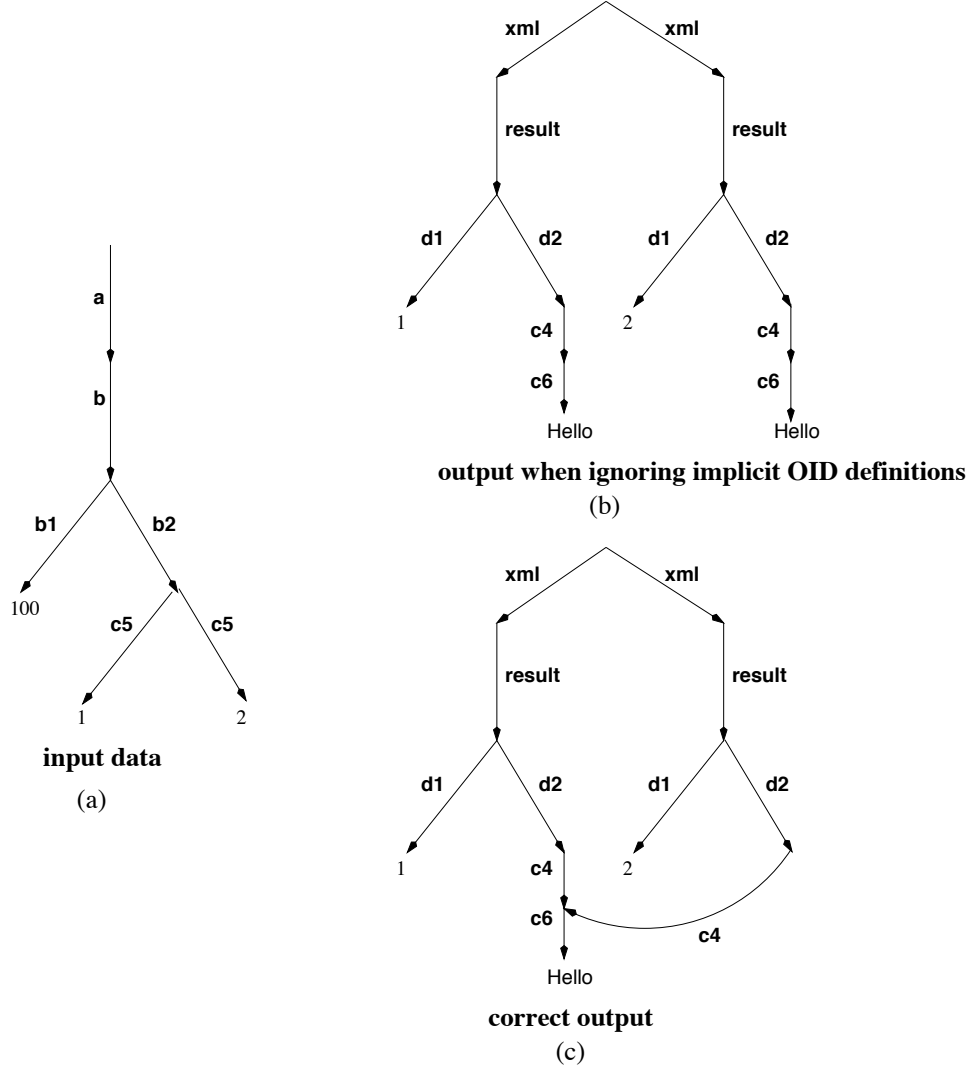 a
b
b1 b2
100
c5 c5
1 2
input data
(a)
xml xml
result result
d1 d2 d1 d2
1 c4 2 c4
c6 c6
Hello Hello
output when ignoring implicit OID definitions
(b)
xml xml
result result
d1 d2 d1 d2
1 c4 2
c6 c4
Hello
correct output
(c)